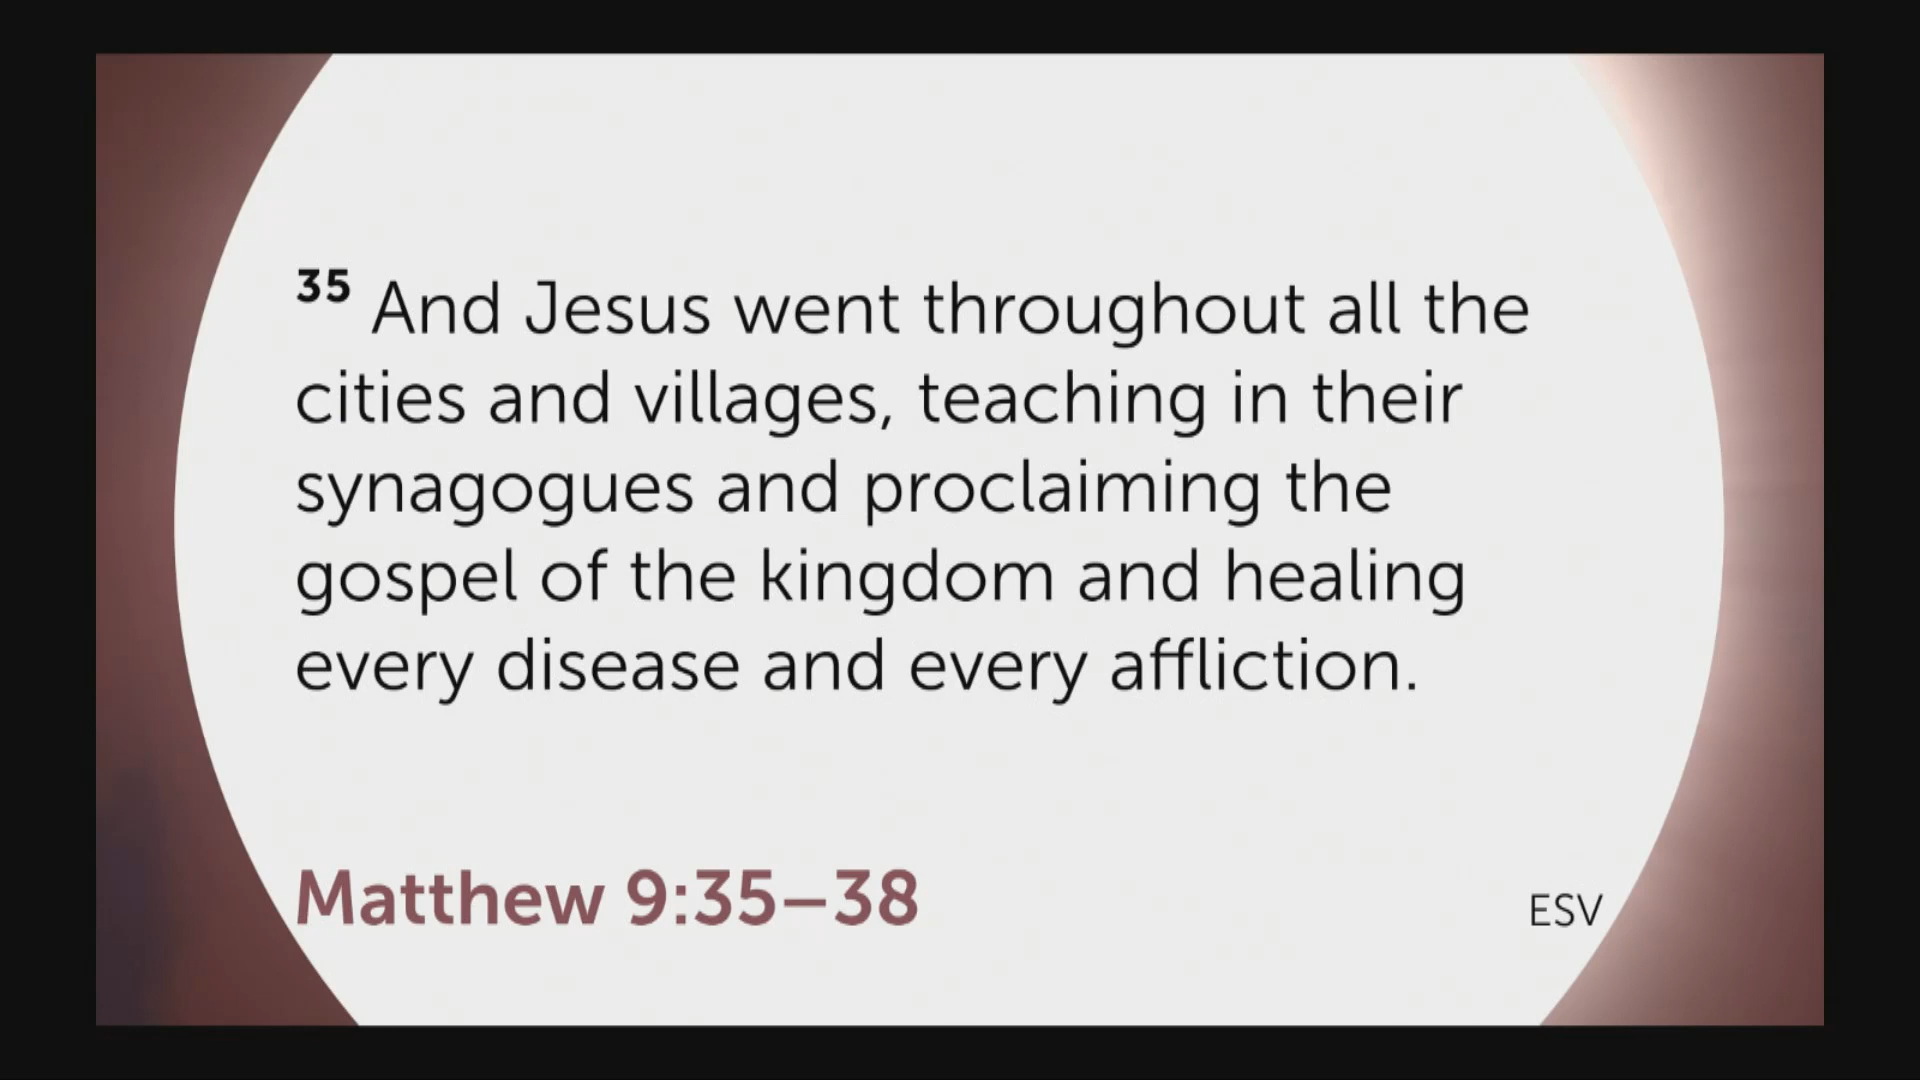 35 And Jesus went throughout all the
cities and villages, teaching in their
synagogues and proclaiming the
gospel of the kingdom and healing
every disease and every affliction.
Matthew 9:35–38
ESV